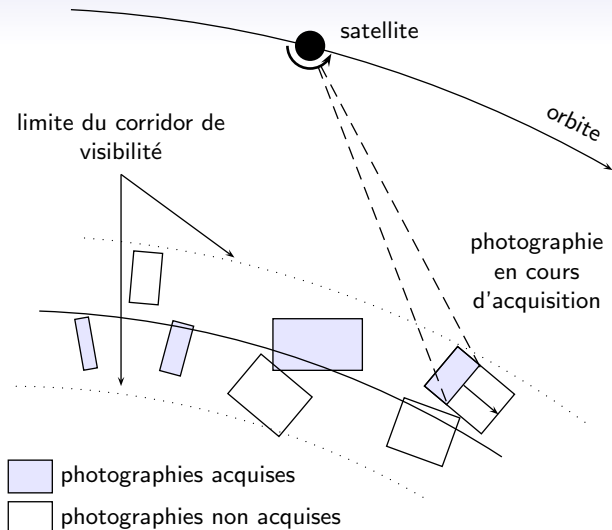 satellite
orbite
limite du corridor de
visibilité
photographie
en cours
d'acquisition
photographies acquises
photographies non acquises